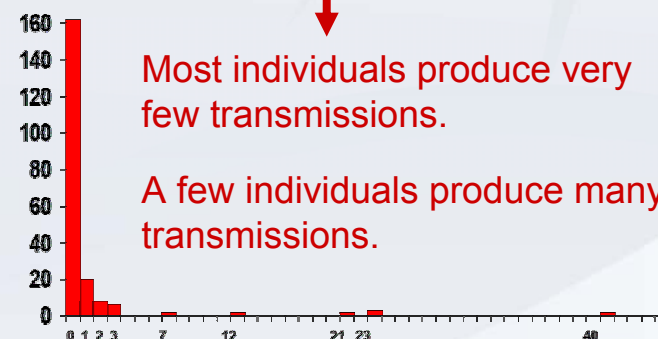 160
140
120
100
80
60
40
20
0
Most individuals produce very
few transmissions.
A few individuals produce many
transmissions.
0 1 2 3 7 12 21 23 40